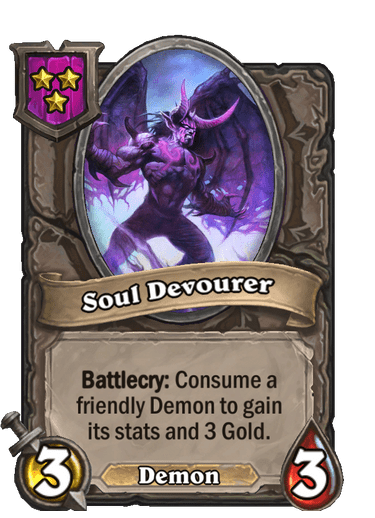 Soul Devourer
Battlecry: Consume a
friendly Demon to gain
its stats and 3 Gold.
3
Demon
3